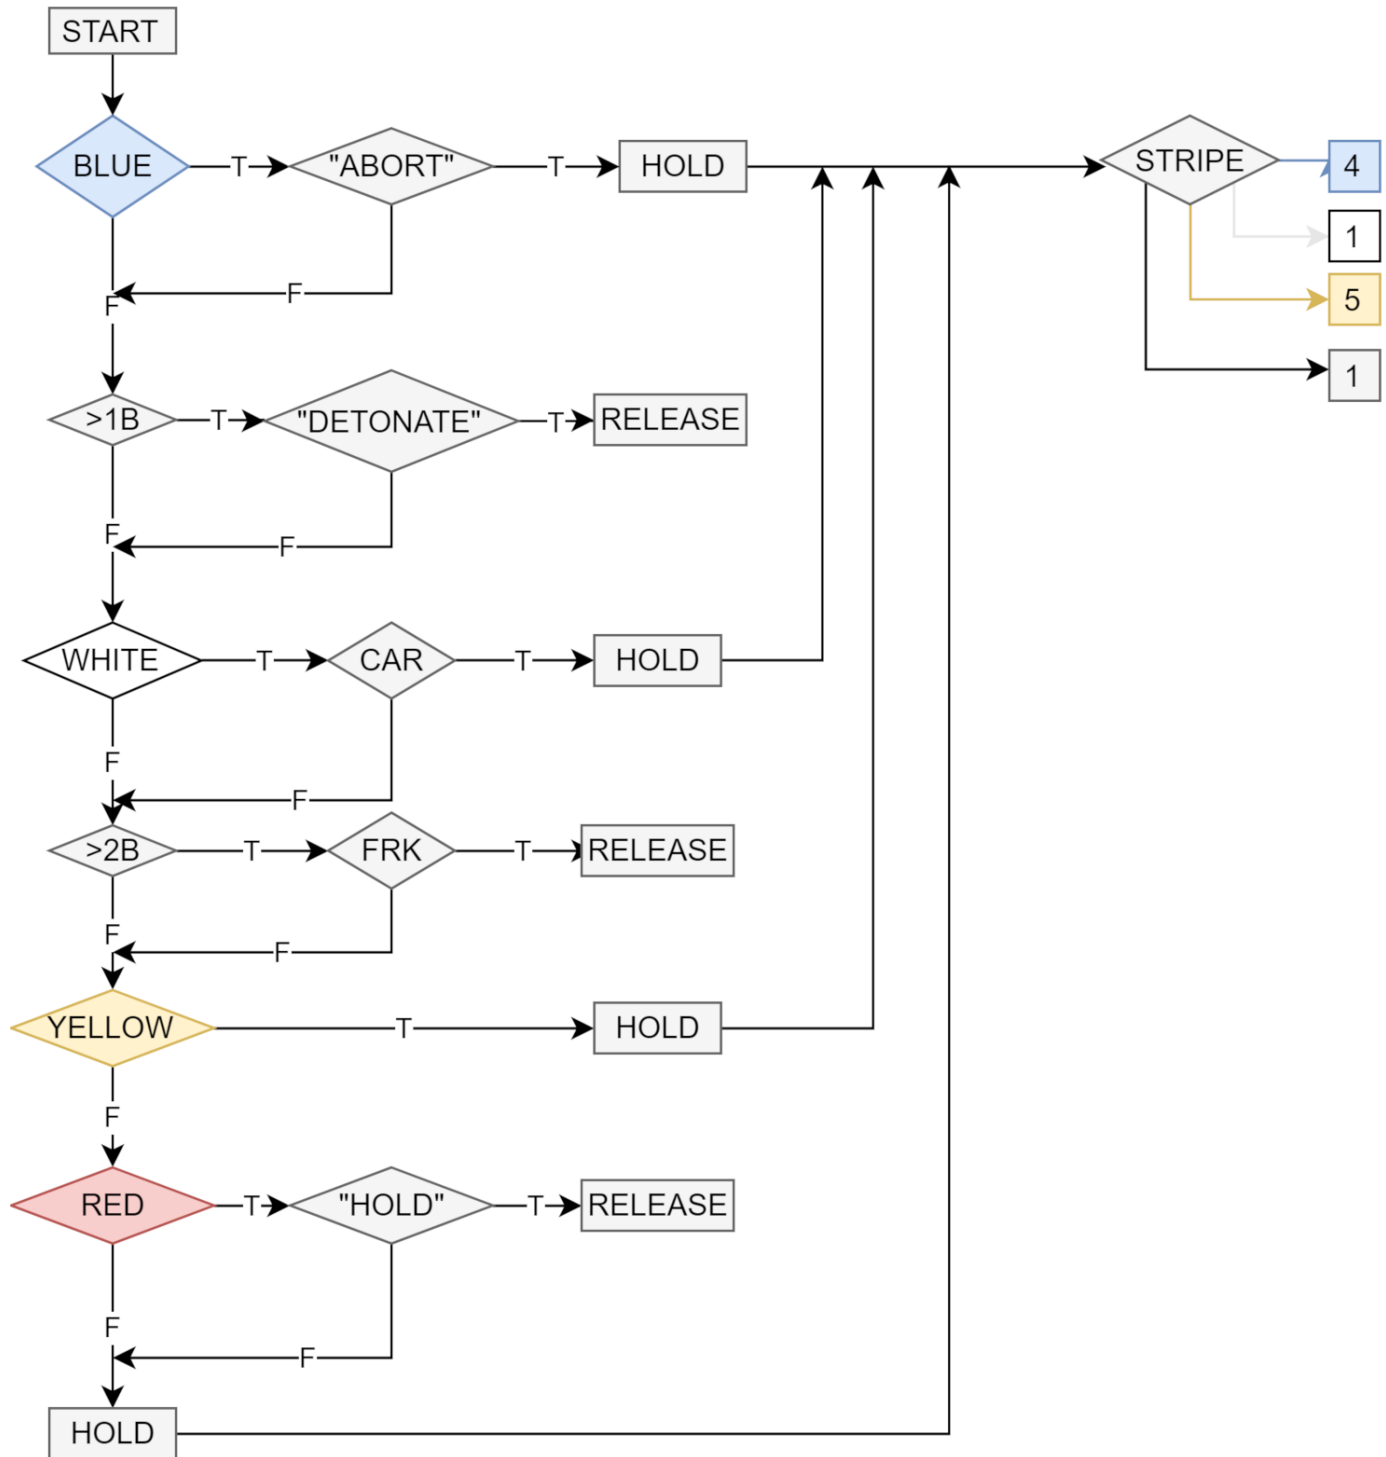 START
BLUE
T
"ABORT"
T
HOLD
STRIPE
4
1
5
1
F
F
>1B
T
"DETONATE"
T
RELEASE
F
F
WHITE
T
CAR
T
HOLD
F
F
>2B
T
FRK
T
RELEASE
F
F
YELLOW
T
HOLD
F
RED
T
"HOLD"
T
RELEASE
F
F
HOLD